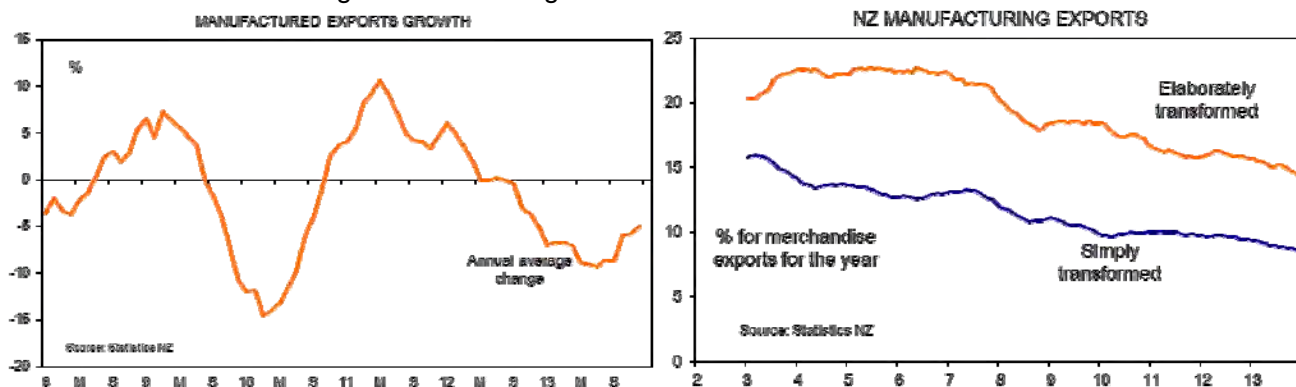 MANUFACTURED EXPORTS GROWTH
15
%
10
5
0
-5
-10
-15
-20
Annual average
change
Source: Statistics NZ
S M S 9 M S 10 M S 11 M S 12 M S 13 M S
NZ MANUFACTURING EXPORTS
25
20
15
10
5
0
Elaborately
transformed
% for merchandise
exports for the year
Simply
transformed
Source: Statistics NZ
2 3 4 5 6 7 8 9 10 11 12 13